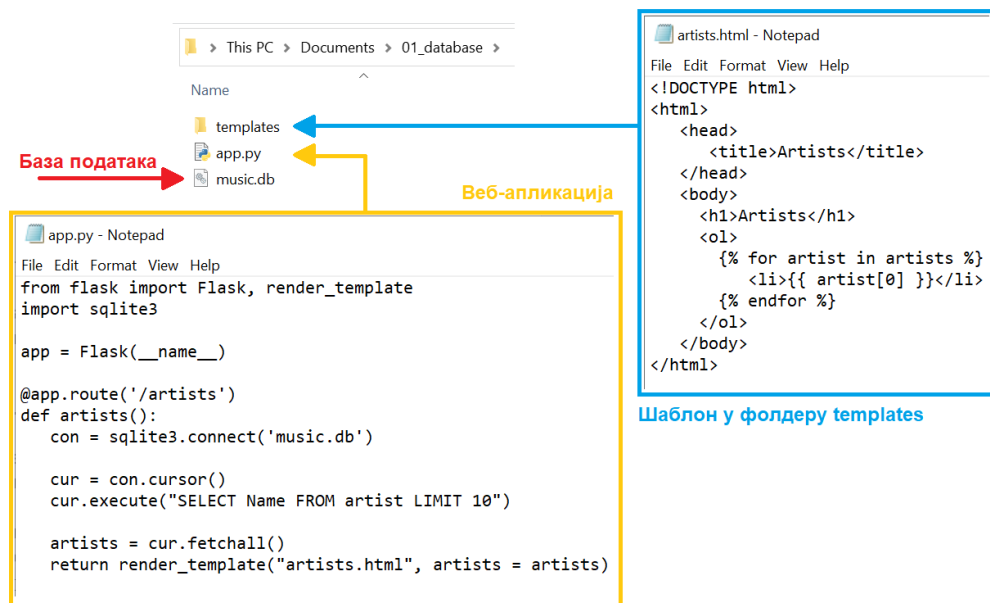 This PC > Documents > 01_database >
Name
templates
app.py
music.db
База података
Веб-апликација
app.py - Notepad
File Edit Format View Help
from flask import Flask, render_template
import sqlite3
app = Flask(__name__)
@app.route('/artists')
def artists():
   con = sqlite3.connect('music.db')
   cur = con.cursor()
   cur.execute("SELECT Name FROM artist LIMIT 10")
   artists = cur.fetchall()
   return render_template("artists.html", artists = artists)
artists.html - Notepad
File Edit Format View Help
<!DOCTYPE html>
<html>
   <head>
      <title>Artists</title>
   </head>
   <body>
     <h1>Artists</h1>
     <ol>
       {% for artist in artists %}
          <li>{{ artist[0] }}</li>
       {% endfor %}
     </ol>
   </body>
</html>
Шаблон у фолдеру templates